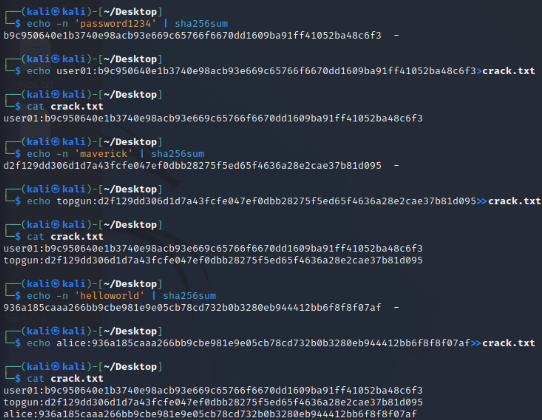 ┌──(kali㉿kali)-[~/Desktop]
└─$ echo -n 'password1234' | sha256sum
b9c950640e1b3740e98acb93e669c65766f6670dd1609ba91ff41052ba48c6f3  -
┌──(kali㉿kali)-[~/Desktop]
└─$ echo user01:b9c950640e1b3740e98acb93e669c65766f6670dd1609ba91ff41052ba48c6f3>crack.txt
┌──(kali㉿kali)-[~/Desktop]
└─$ cat crack.txt
user01:b9c950640e1b3740e98acb93e669c65766f6670dd1609ba91ff41052ba48c6f3
┌──(kali㉿kali)-[~/Desktop]
└─$ echo -n 'maverick' | sha256sum
d2f129dd306d1d7a43fcfe047ef0dbb28275f5ed65f4636a28e2cae37b81d095  -
┌──(kali㉿kali)-[~/Desktop]
└─$ echo topgun:d2f129dd306d1d7a43fcfe047ef0dbb28275f5ed65f4636a28e2cae37b81d095>>crack.txt
┌──(kali㉿kali)-[~/Desktop]
└─$ cat crack.txt
user01:b9c950640e1b3740e98acb93e669c65766f6670dd1609ba91ff41052ba48c6f3
topgun:d2f129dd306d1d7a43fcfe047ef0dbb28275f5ed65f4636a28e2cae37b81d095
┌──(kali㉿kali)-[~/Desktop]
└─$ echo -n 'helloworld' | sha256sum
936a185caaa266bb9cbe981e9e05cb78cd732b0b3280eb944412bb6f8f8f07af  -
┌──(kali㉿kali)-[~/Desktop]
└─$ echo alice:936a185caaa266bb9cbe981e9e05cb78cd732b0b3280eb944412bb6f8f8f07af>>crack.txt
┌──(kali㉿kali)-[~/Desktop]
└─$ cat crack.txt
user01:b9c950640e1b3740e98acb93e669c65766f6670dd1609ba91ff41052ba48c6f3
topgun:d2f129dd306d1d7a43fcfe047ef0dbb28275f5ed65f4636a28e2cae37b81d095
alice:936a185caaa266bb9cbe981e9e05cb78cd732b0b3280eb944412bb6f8f8f07af